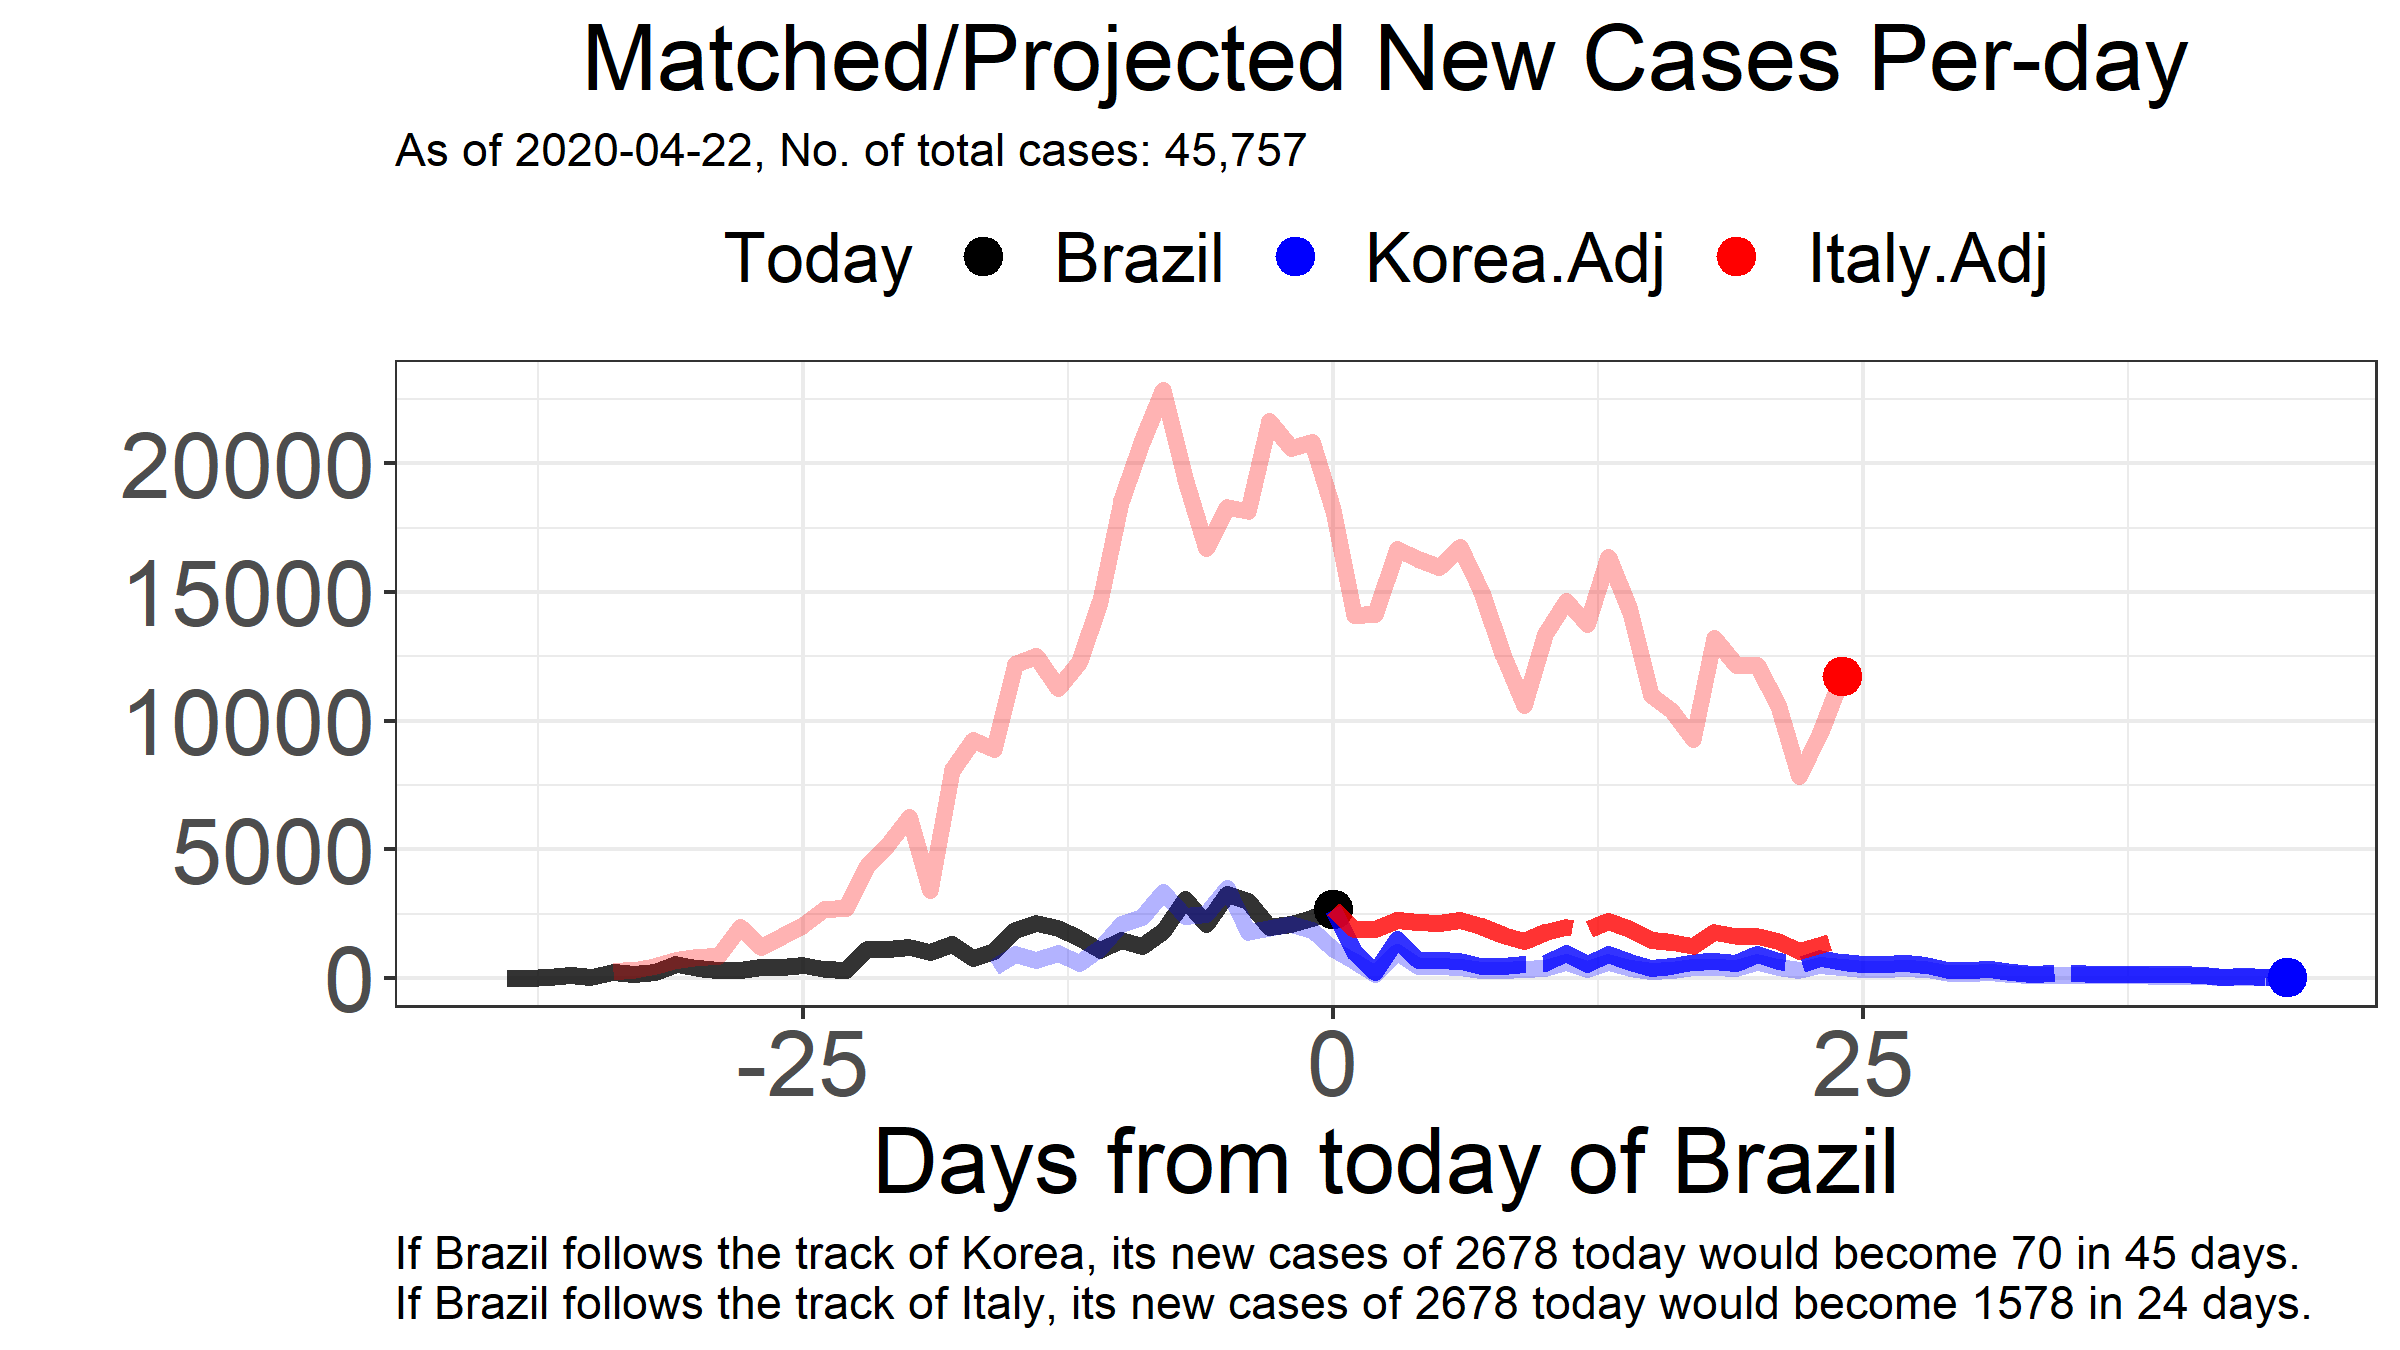 Matched/Projected New Cases Per-day
As of 2020-04-22, No. of total cases: 45,757
Today Brazil Korea.Adj Italy.Adj
20000
15000
10000
5000
0
-25 0 25
Days from today of Brazil
If Brazil follows the track of Korea, its new cases of 2678 today would become 70 in 45 days.
If Brazil follows the track of Italy, its new cases of 2678 today would become 1578 in 24 days.